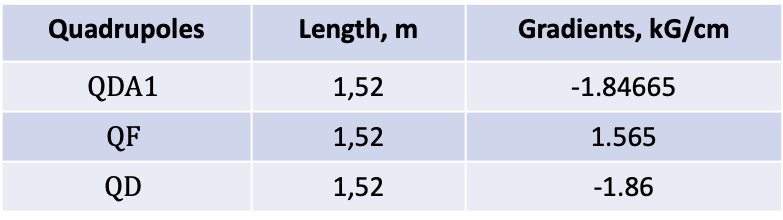 Quadrupoles Length, m Gradients, kG/cm
QDA1 1,52 -1.84665
QF 1,52 1.565
QD 1,52 -1.86